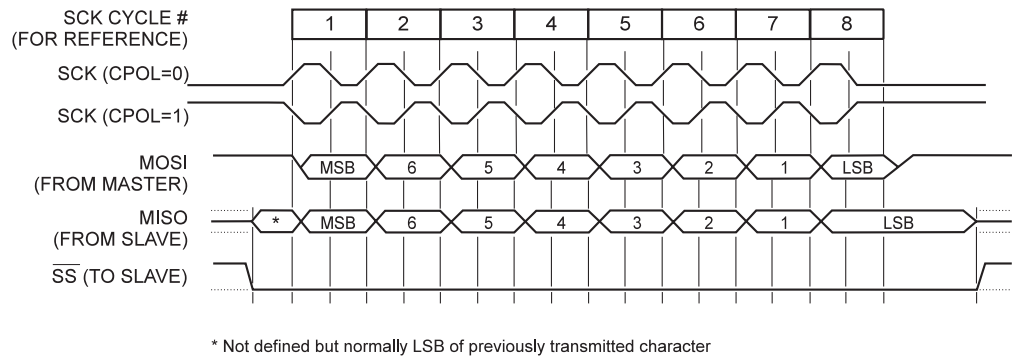 SCK CYCLE #
(FOR REFERENCE)
1 2 3 4 5 6 7 8
SCK (CPOL=0)
SCK (CPOL=1)
MOSI
(FROM MASTER)
MSB 6 5 4 3 2 1 LSB
MISO
(FROM SLAVE)
* MSB 6 5 4 3 2 1 LSB
SS (TO SLAVE)
* Not defined but normally LSB of previously transmitted character